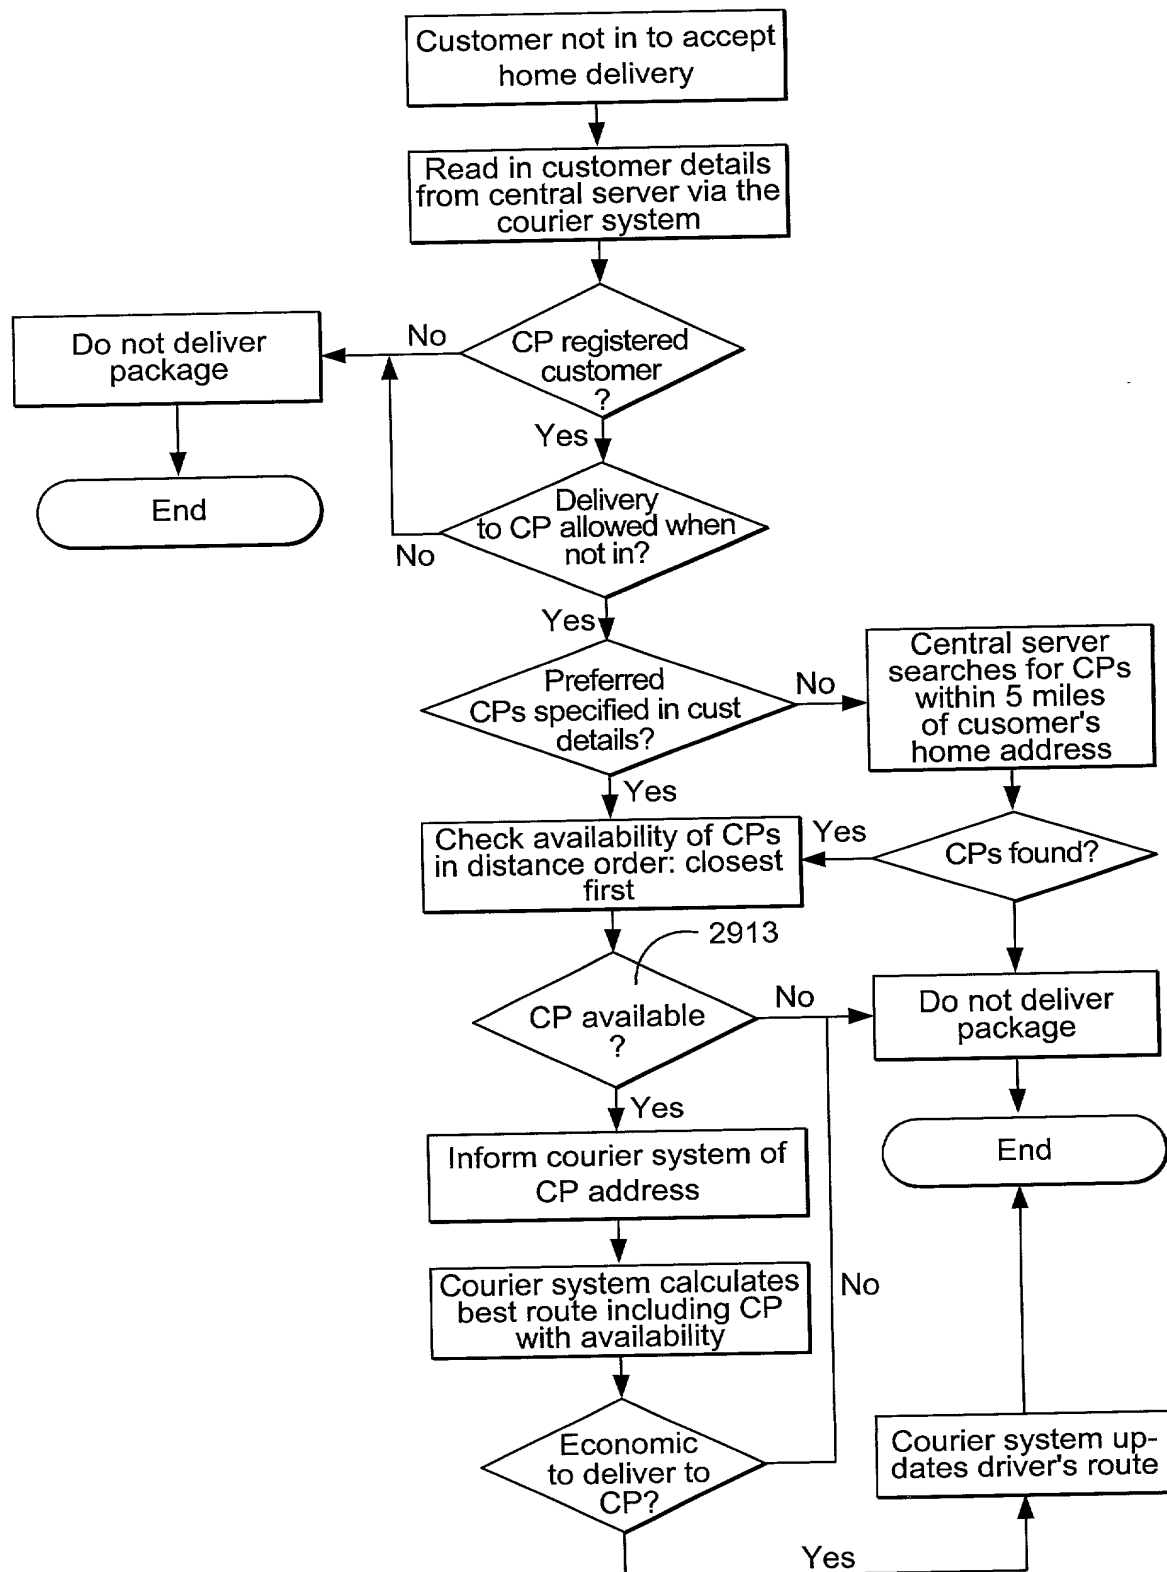 Customer not in to accept
home delivery
Read in customer details
from central server via the
courier system
CP registered
customer
?
No
Do not deliver
package
End
Yes
Delivery
to CP allowed when
not in?
No
Yes
Preferred
CPs specified in cust
details?
No
Central server
searches for CPs
within 5 miles
of cusomer's
home address
Yes
Check availability of CPs
in distance order: closest
first
Yes
CPs found?
2913
CP available
?
No
Do not deliver
package
End
Yes
Inform courier system of
CP address
Courier system calculates
best route including CP
with availability
No
Economic
to deliver to
CP?
Courier system up-
dates driver's route
Yes